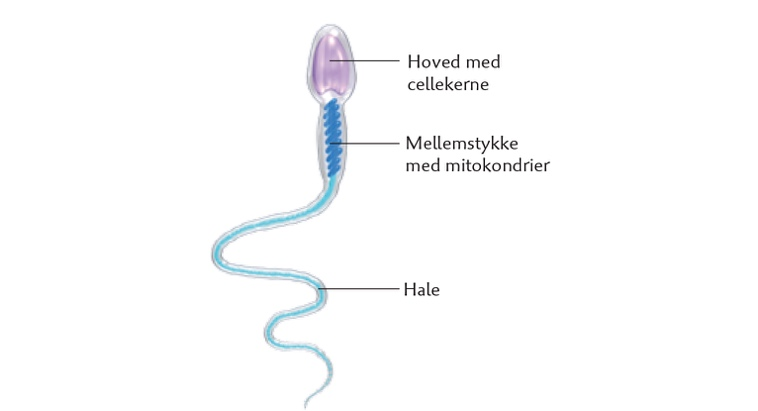 Hoved med
cellekerne
Mellemstykke
med mitokondrier
Hale